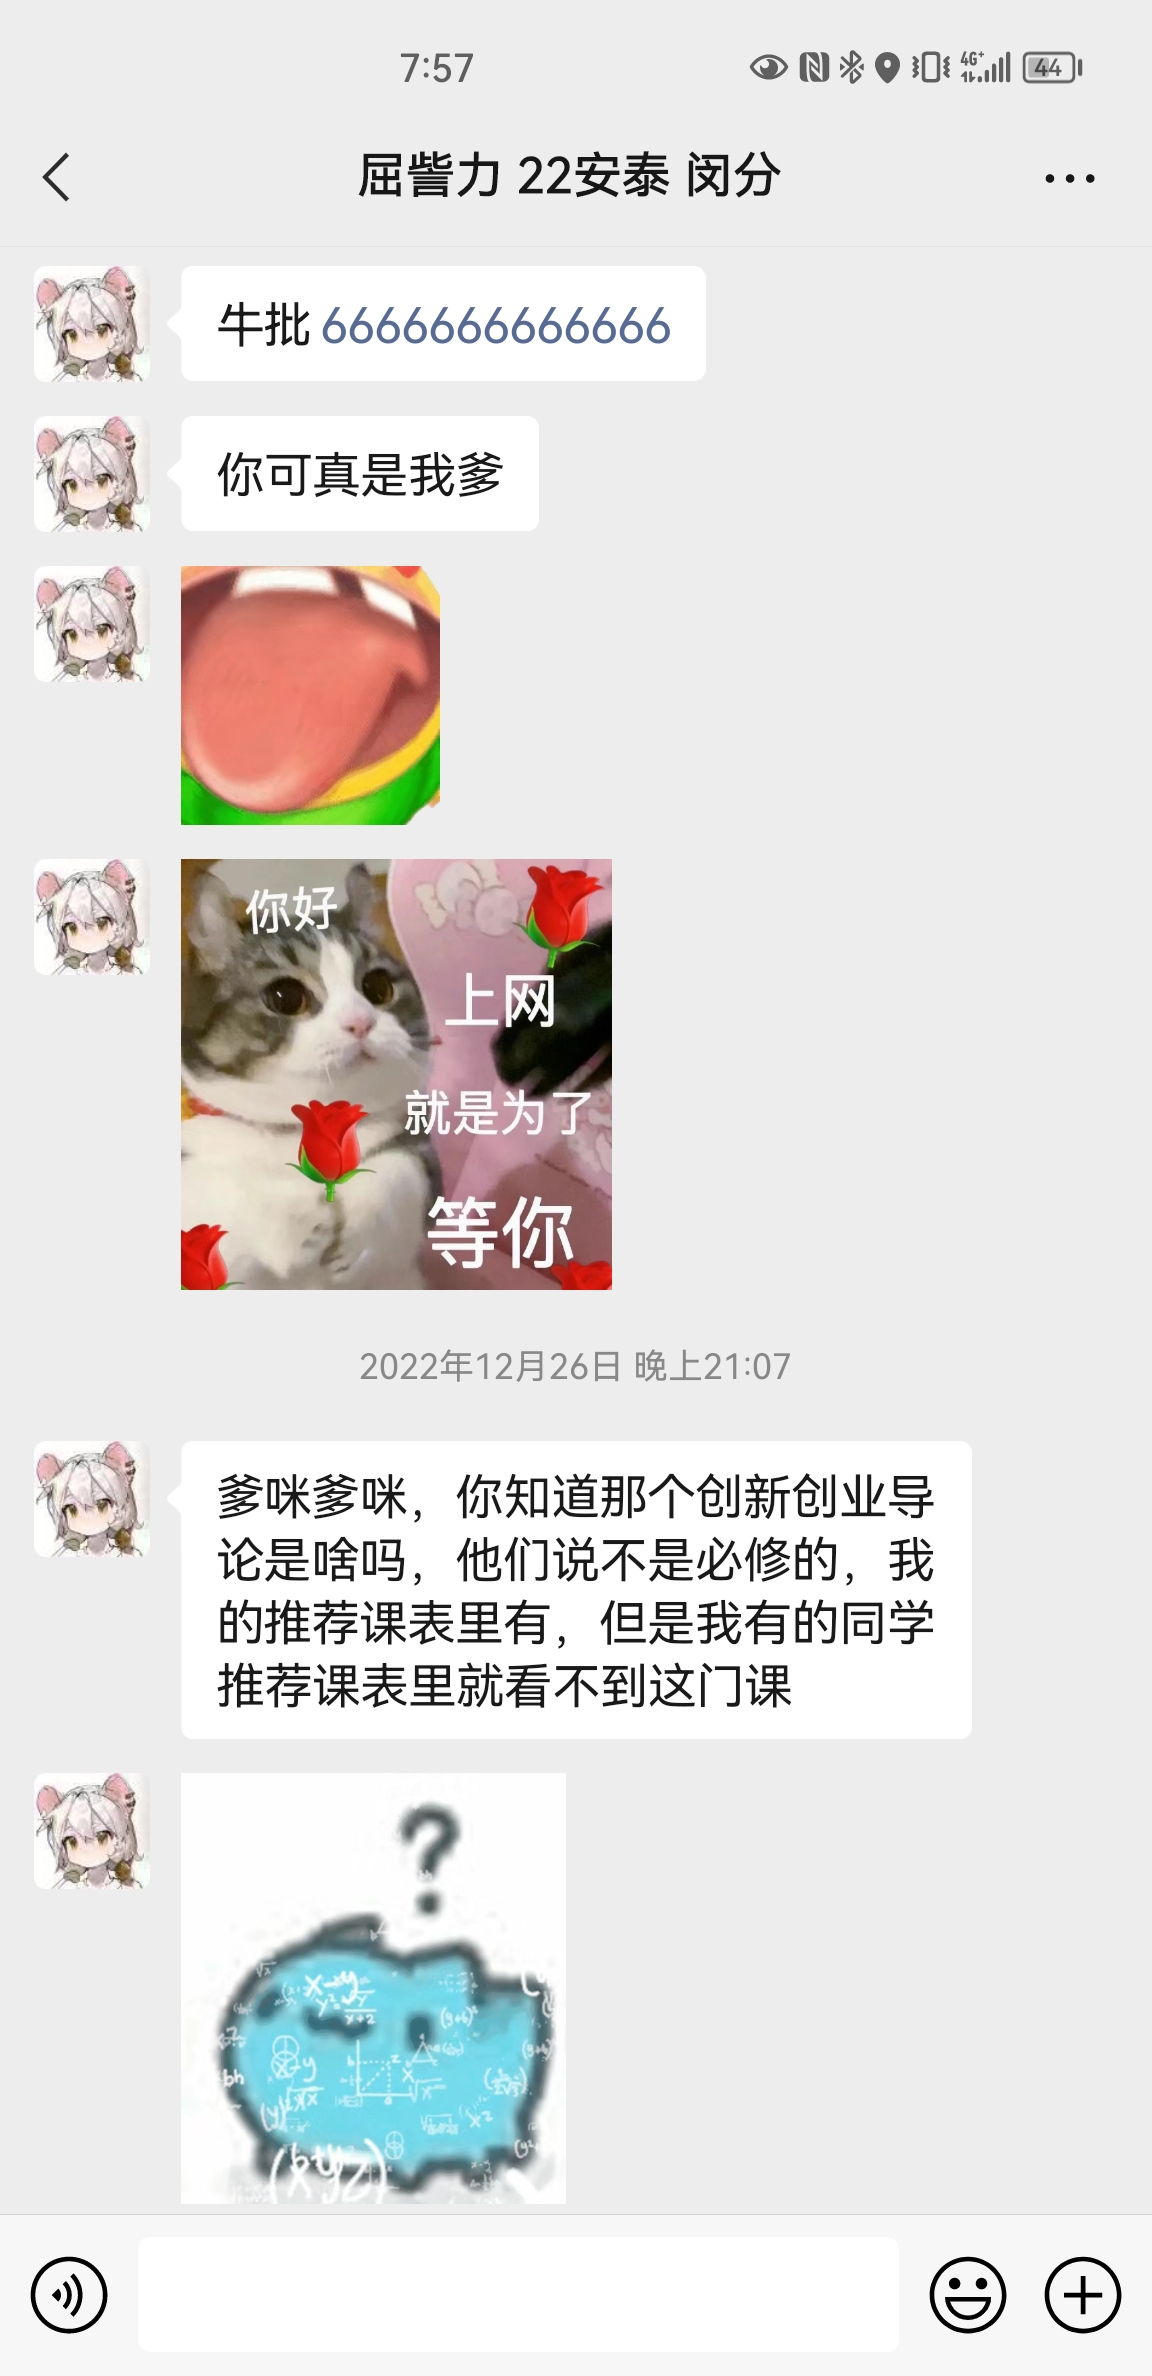 7:57
4G+
44
屈訾力 22安泰 闵分
牛批 6666666666666
你可真是我爹
你好
上网
就是为了
等你
2022年12月26日 晚上21:07
爹咪爹咪，你知道那个创新创业导
论是啥吗，他们说不是必修的，我
的推荐课表里有，但是我有的同学
推荐课表里就看不到这门课
?